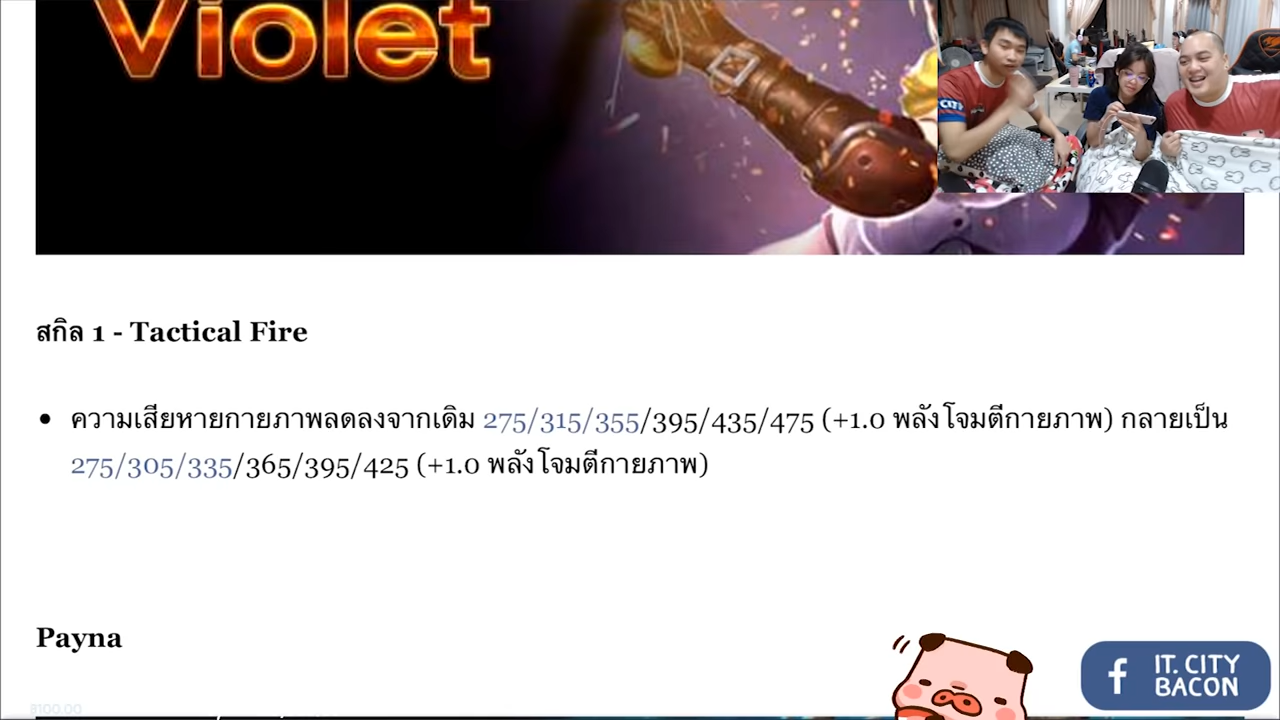 Violet
สกิล 1 - Tactical Fire
• ความเสียหายกายภาพลดลงจากเดิม 275/315/355/395/435/475 (+1.0 พลังโจมตีกายภาพ) กลายเป็น
275/305/335/365/395/425 (+1.0 พลังโจมตีกายภาพ)
Payna
฿100.00
f IT. CITY
BACON